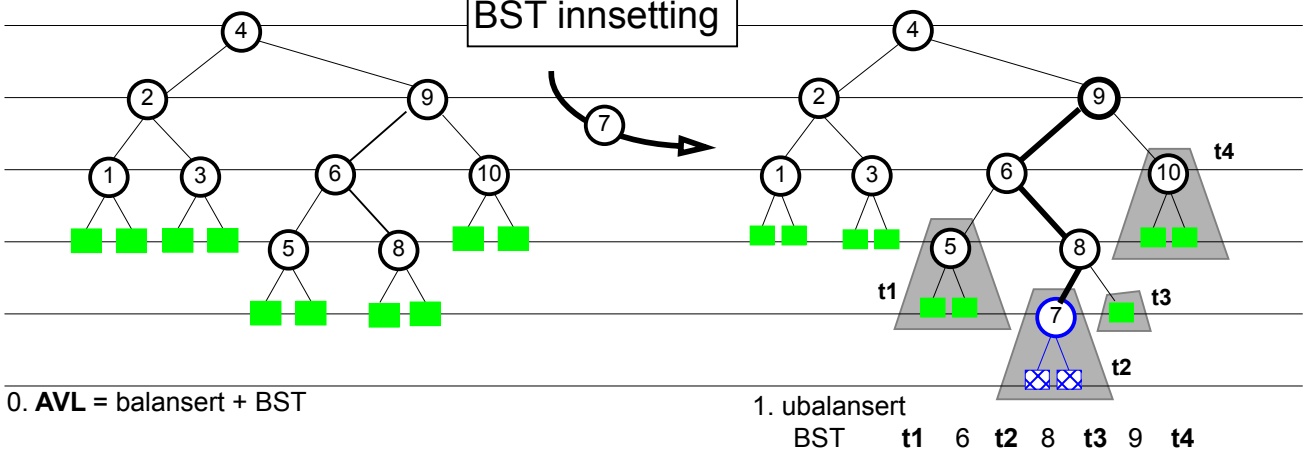 BST innsetting
4
2
9
1
3
6
10
5
8
7
4
2
9
1
3
6
10
t4
5
8
t1
7
t3
t2
0. AVL = balansert + BST
1. ubalansert
BST t1 6 t2 8 t3 9 t4